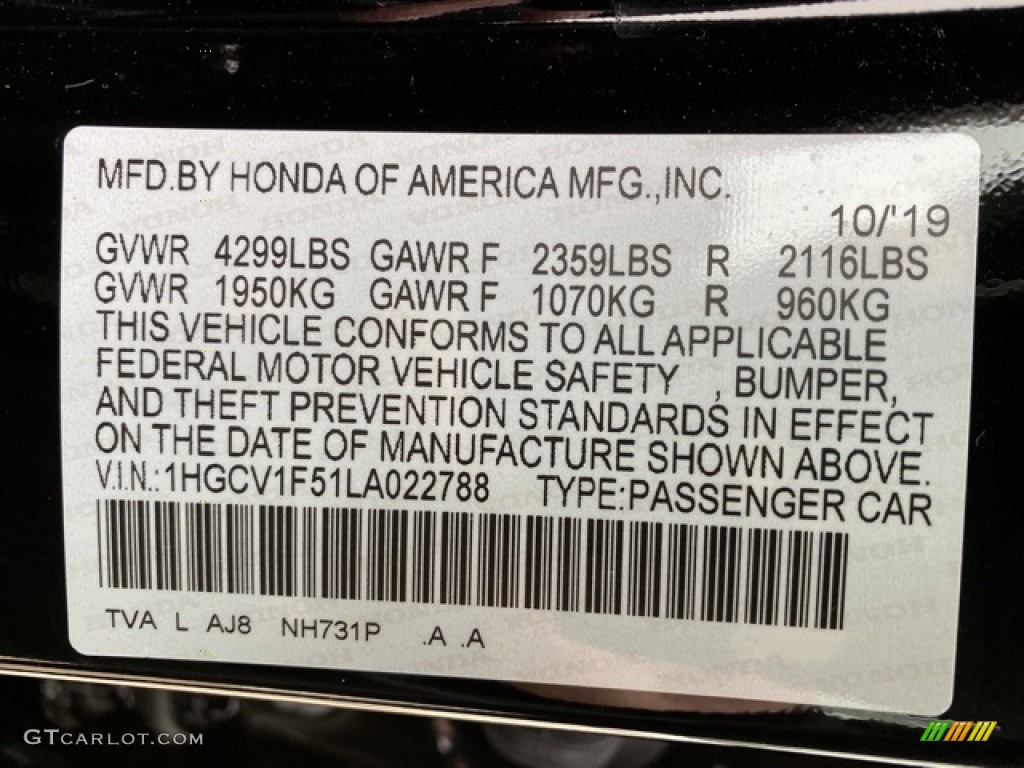 MFD.BY HONDA OF AMERICA MFG.,INC.
10/'19
GVWR 4299LBS GAWR F 2359LBS R 2116LBS
GVWR 1950KG GAWR F 1070KG R 960KG
THIS VEHICLE CONFORMS TO ALL APPLICABLE
FEDERAL MOTOR VEHICLE SAFETY , BUMPER,
AND THEFT PREVENTION STANDARDS IN EFFECT
ON THE DATE OF MANUFACTURE SHOWN ABOVE.
V.I.N.:1HGCV1F51LA022788 TYPE:PASSENGER CAR
TVA L AJ8 NH731P .A .A
GTCARLOT.COM